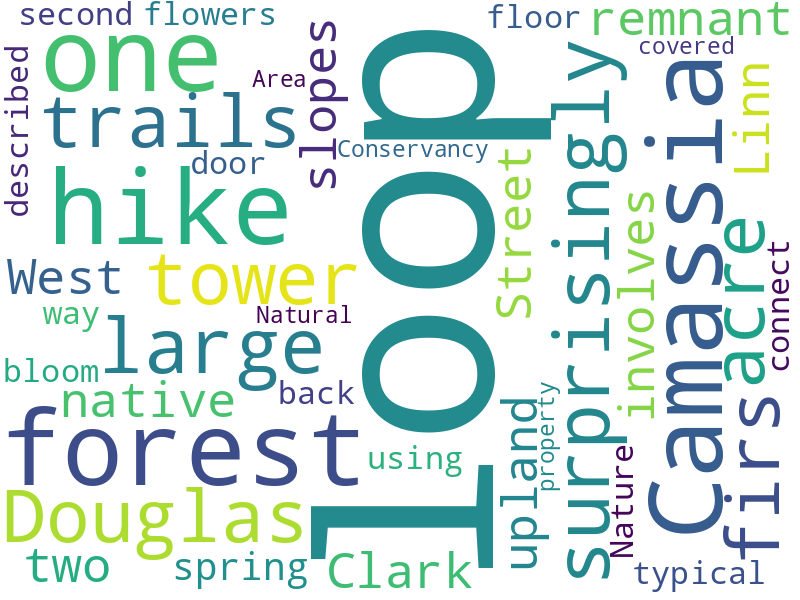 second
flowers
floor
remnant
one
Area
slopes
covered
described
trails
door
Conservancy
loop
surprisingly
Camassia
Linn
hike
Street
involves
acre
connect
West
tower
way
Natural
large
bloom
native
back
forest
using
upland
property
firs
Nature
Douglas
two
spring
Clark
typical